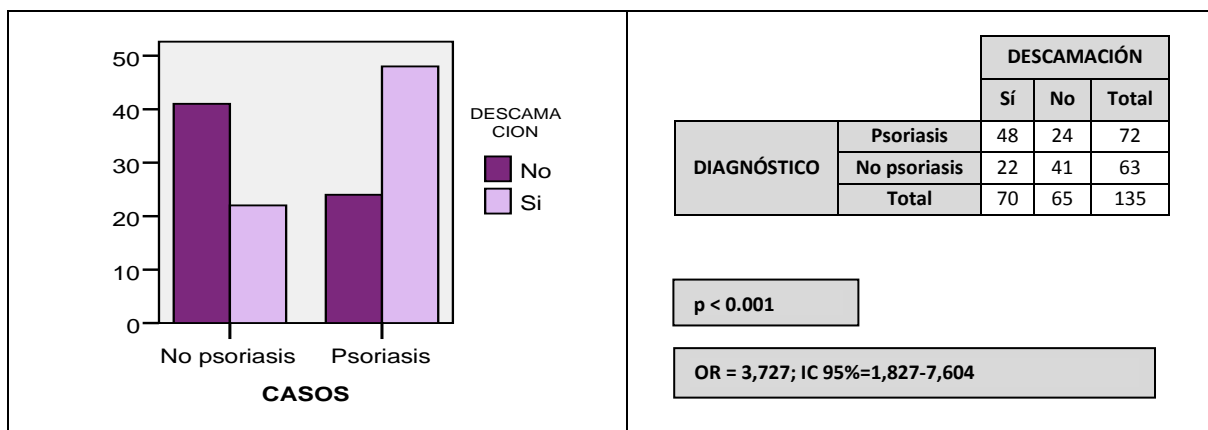 50
40
30
20
10
0
No psoriasis Psoriasis
CASOS
DESCAMA
CION
No
Si
DESCAMACIÓN
Sí No Total
DIAGNÓSTICO
Psoriasis 48 24 72
No psoriasis 22 41 63
Total 70 65 135
p < 0.001
OR = 3,727; IC 95%=1,827-7,604